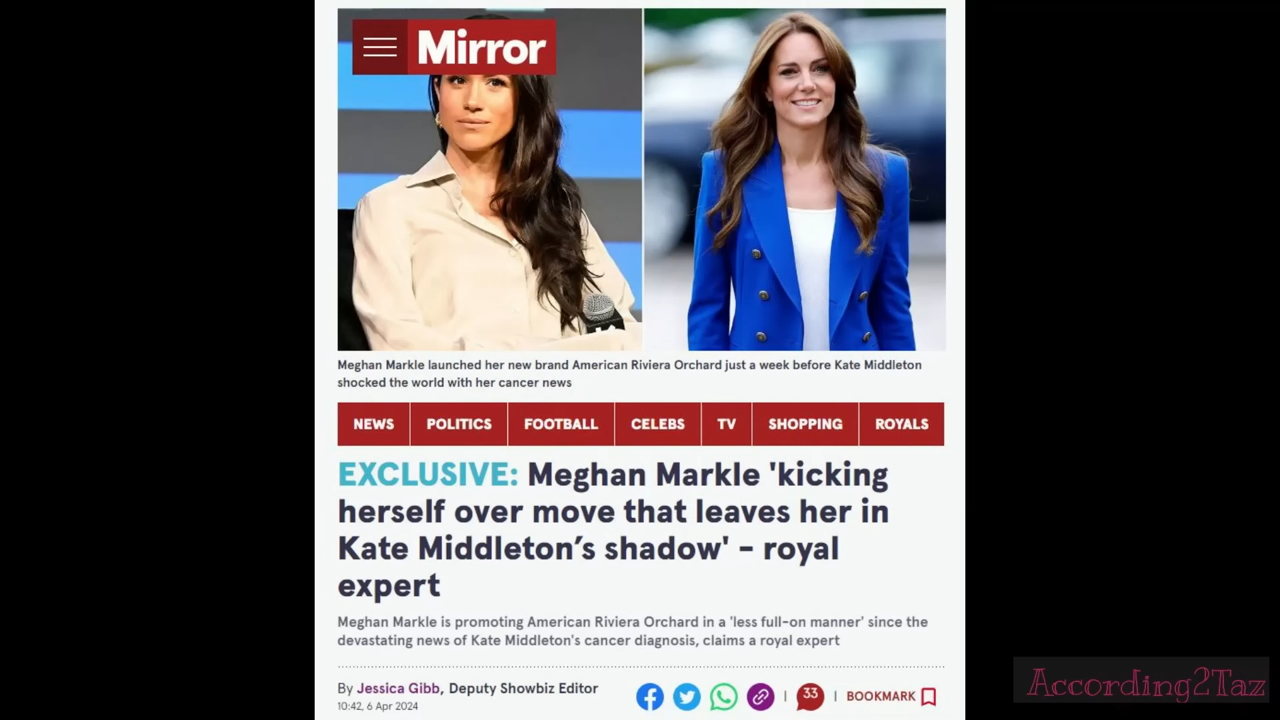 Mirror
Meghan Markle launched her new brand American Riviera Orchard just a week before Kate Middleton
shocked the world with her cancer news
NEWS POLITICS FOOTBALL CELEBS TV SHOPPING ROYALS
EXCLUSIVE: Meghan Markle 'kicking
herself over move that leaves her in
Kate Middleton’s shadow' - royal
expert
Meghan Markle is promoting American Riviera Orchard in a 'less full-on manner' since the
devastating news of Kate Middleton's cancer diagnosis, claims a royal expert
By Jessica Gibb, Deputy Showbiz Editor
10:42, 6 Apr 2024
33
BOOKMARK
According2Taz